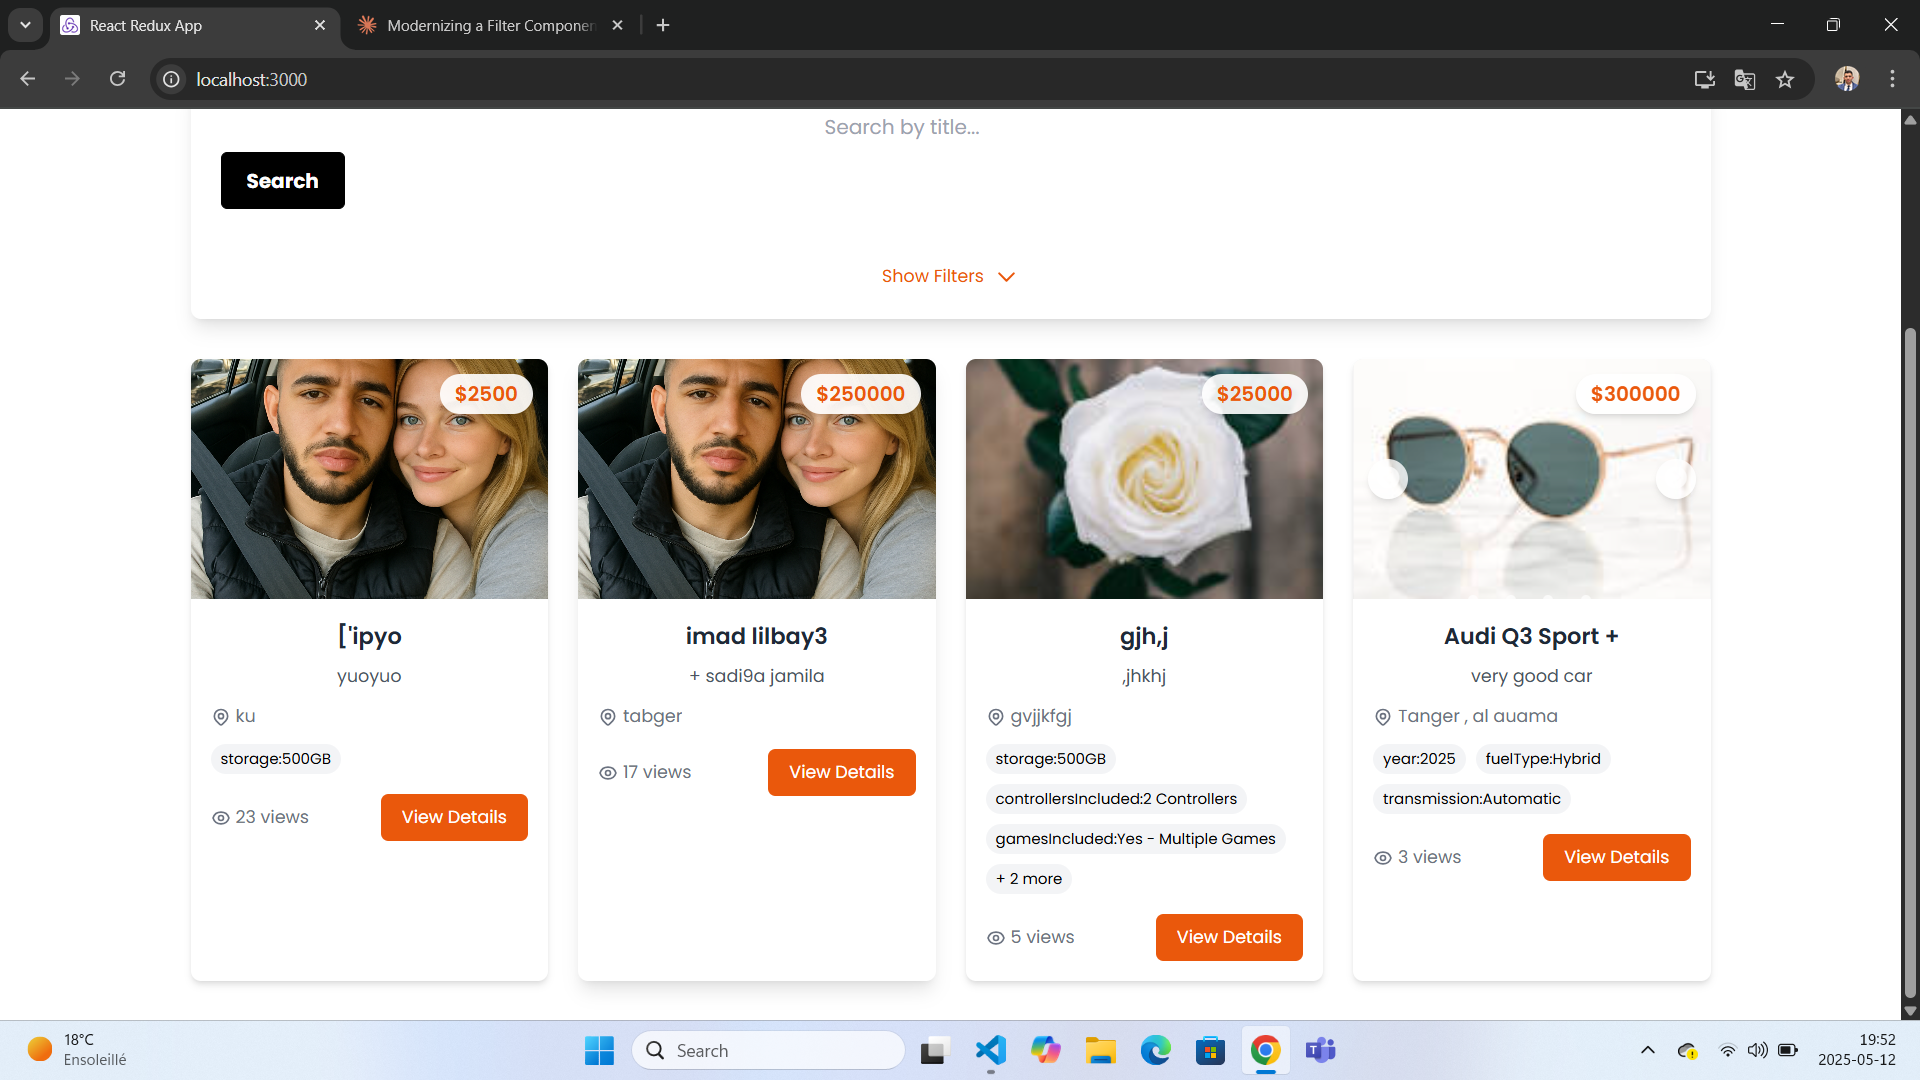 React Redux App
Modernizing a Filter Componen
localhost:3000
Search by title...
Search
Show Filters
$2500
$250000
$25000
$300000
['ipyo
yuoyuo
ku
storage:500GB
23 views
View Details
imad lilbay3
+ sadi9a jamila
tabger
17 views
View Details
gjh,j
,jhkhj
gvjjkfgj
storage:500GB
controllersIncluded:2 Controllers
gamesIncluded:Yes - Multiple Games
+ 2 more
5 views
View Details
Audi Q3 Sport +
very good car
Tanger , al auama
year:2025
fuelType:Hybrid
transmission:Automatic
3 views
View Details
18°C
Ensoleillé
Search
19:52
2025-05-12